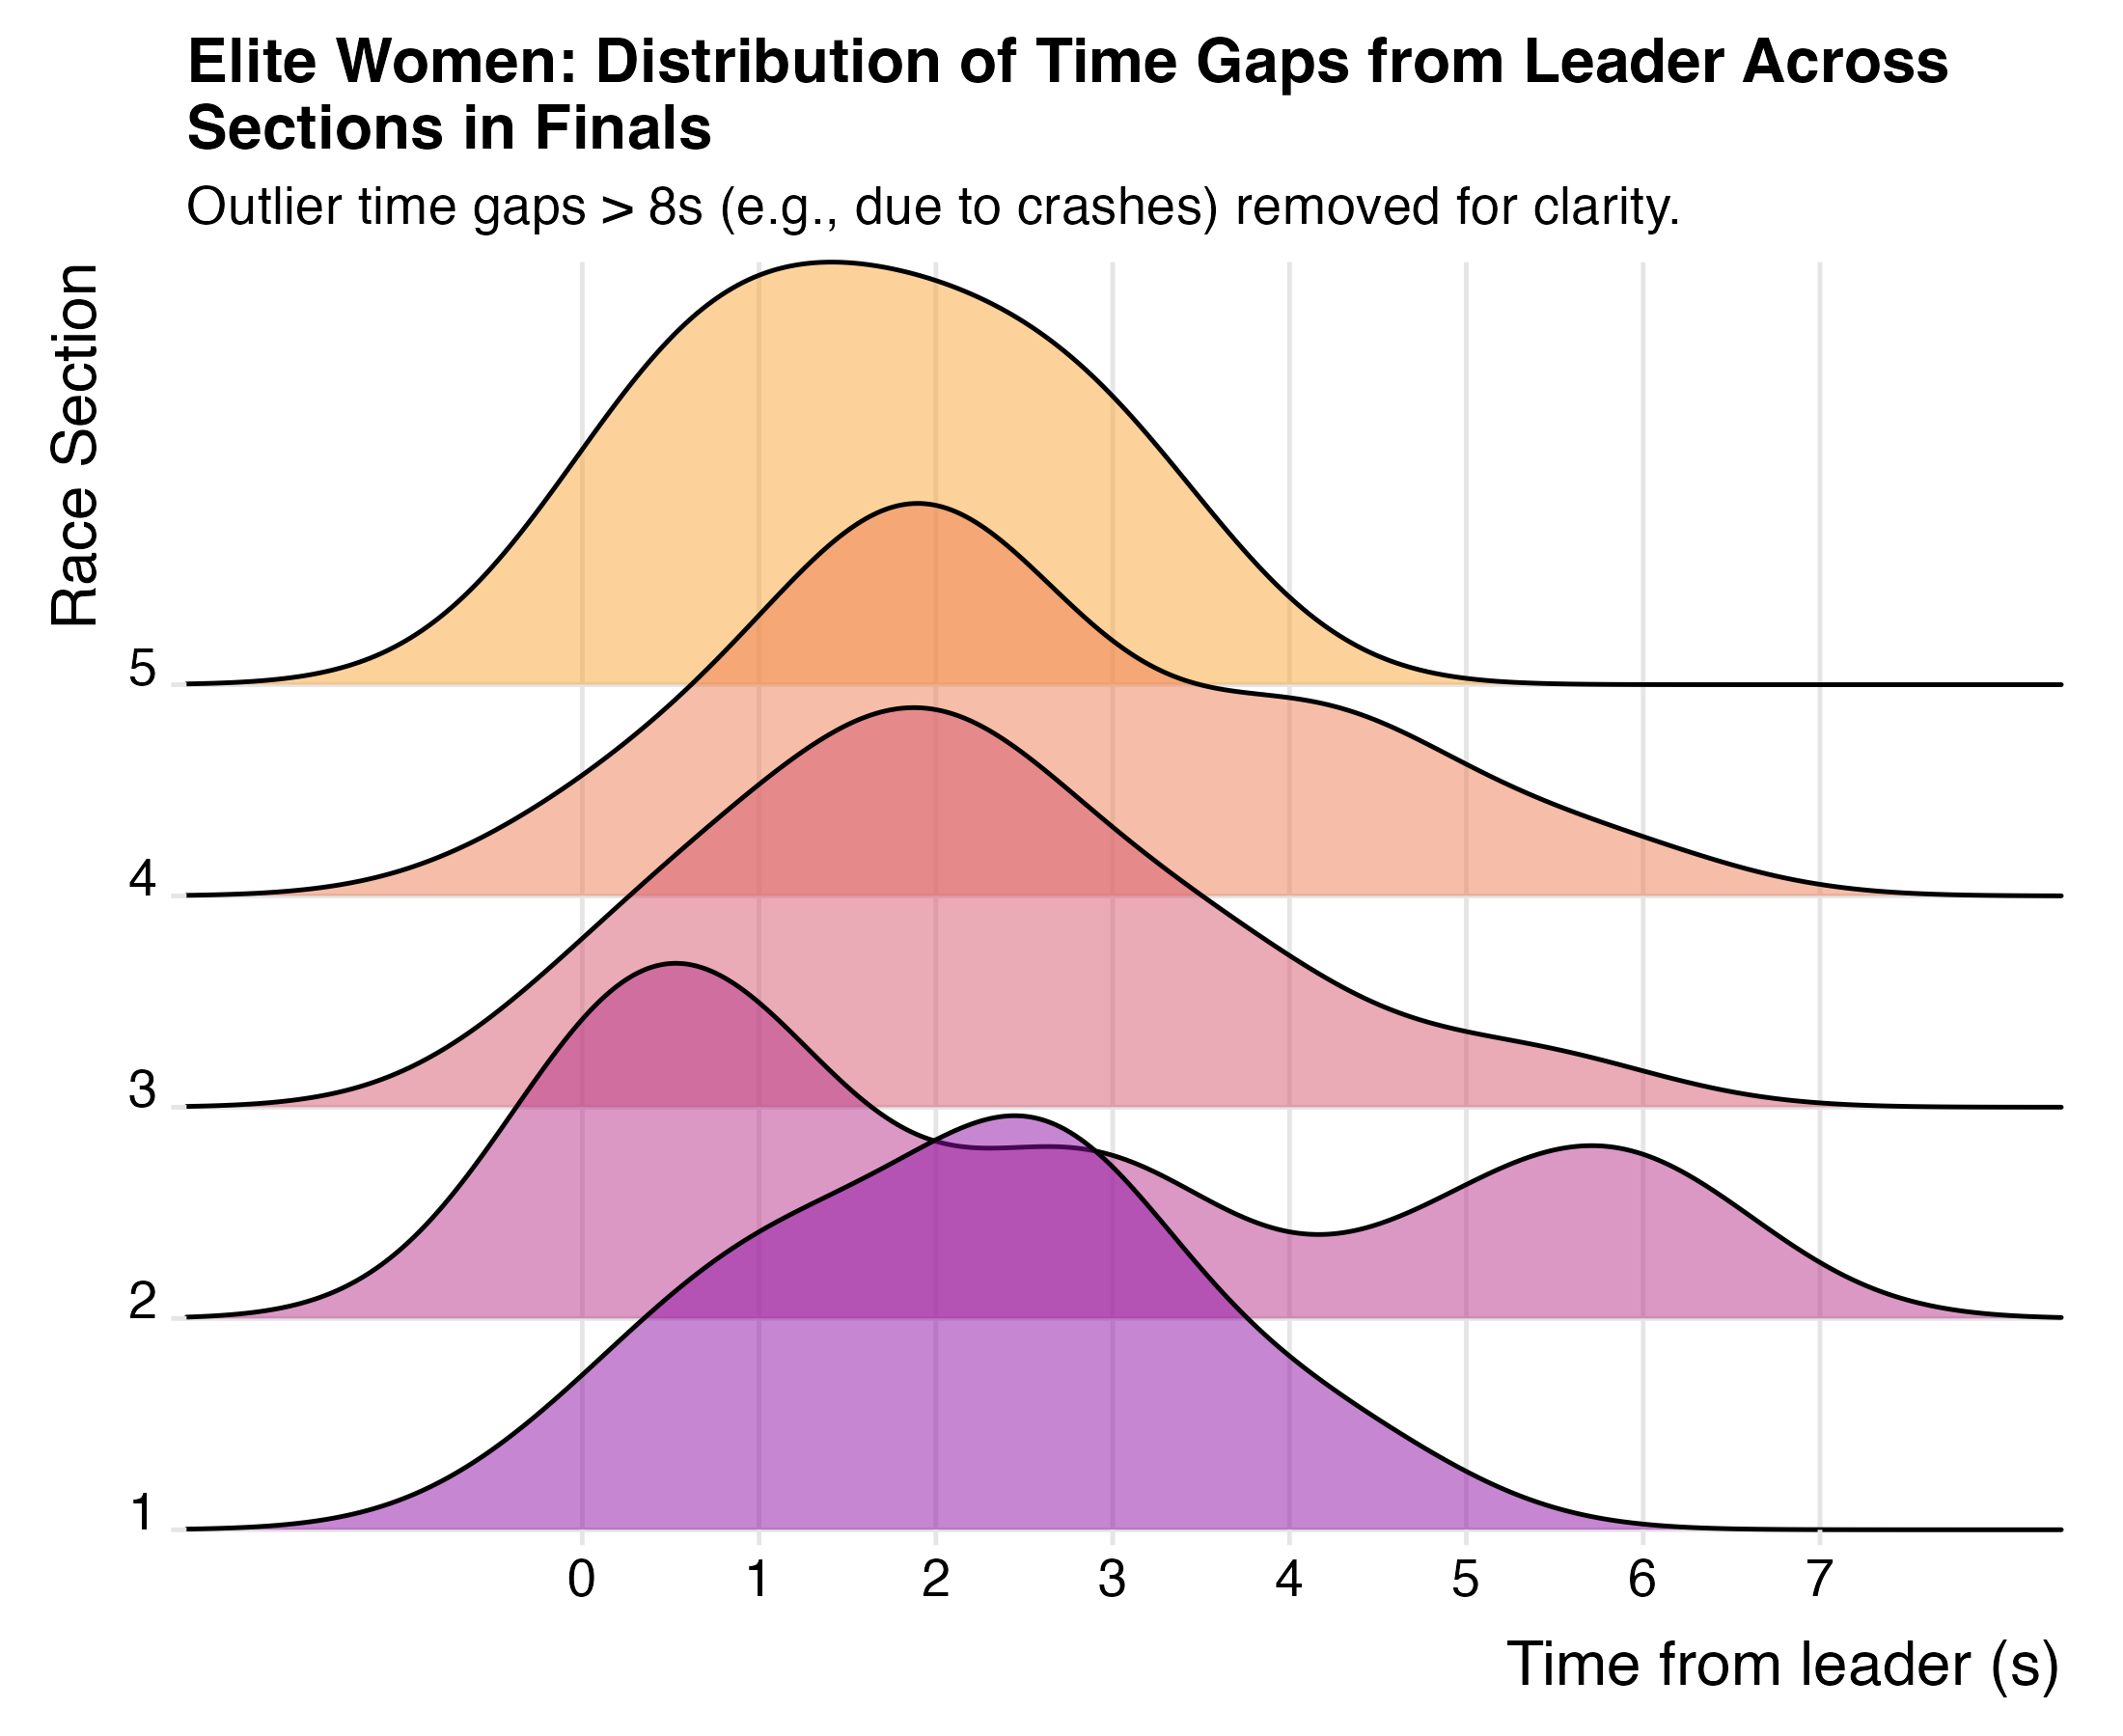 Elite Women: Distribution of Time Gaps from Leader Across
Sections in Finals
Outlier time gaps > 8s (e.g., due to crashes) removed for clarity.
Race Section
5
4
3
2
1
0 1 2 3 4 5 6 7
Time from leader (s)